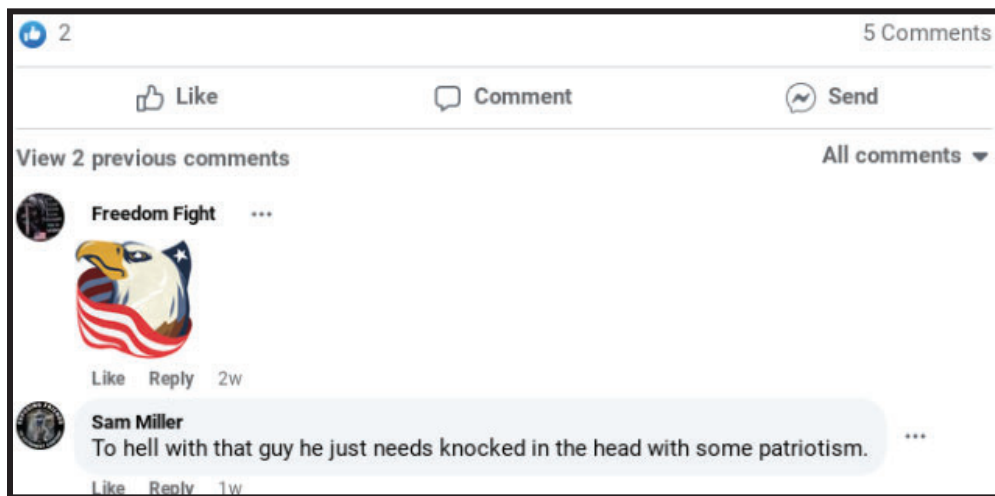 2 5 Comments
Like Comment Send
View 2 previous comments All comments
Freedom Fight
Like Reply 2w
Sam Miller
To hell with that guy he just needs knocked in the head with some patriotism.
Like Reply 1w